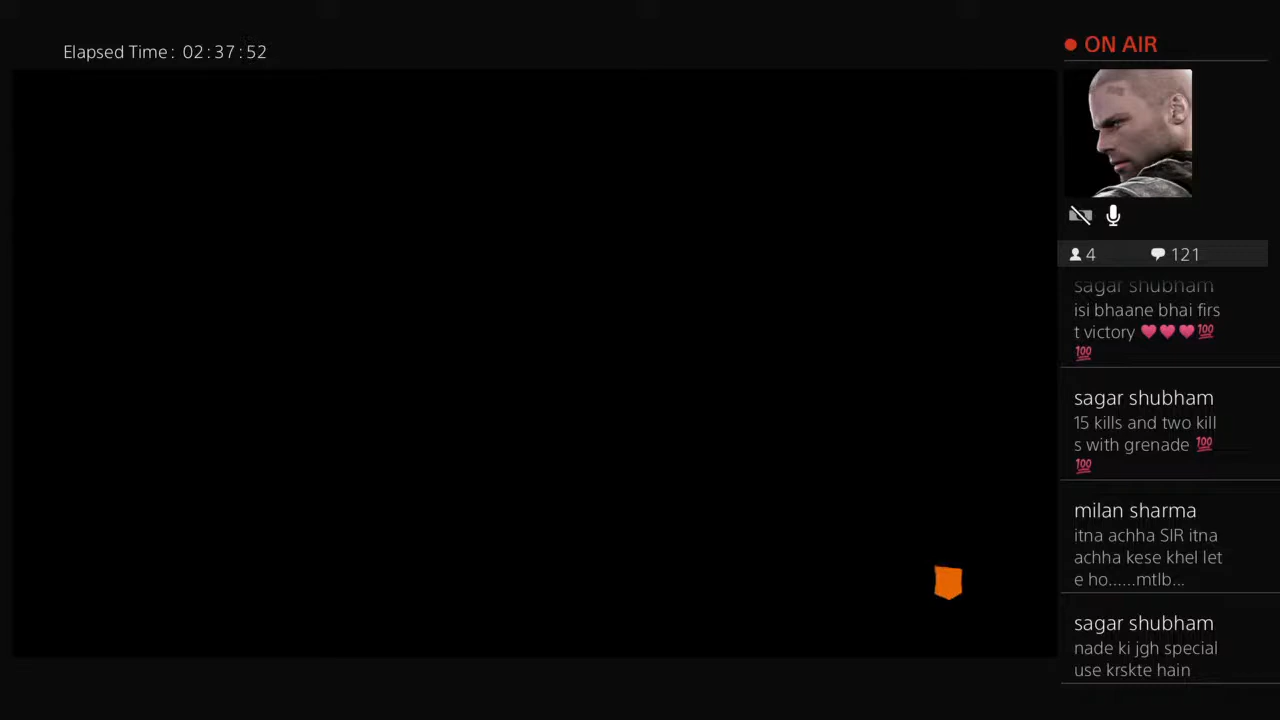 Elapsed Time: 02:37:52
ON AIR
4 121
sagar shubham
isi bhaane bhai firs
t victory ❤❤❤💯
💯
sagar shubham
15 kills and two kill
s with grenade 💯
💯
milan sharma
itna achha SIR itna
achha kese khel let
e ho......mtlb...
sagar shubham
nade ki jgh special
use krskte hain